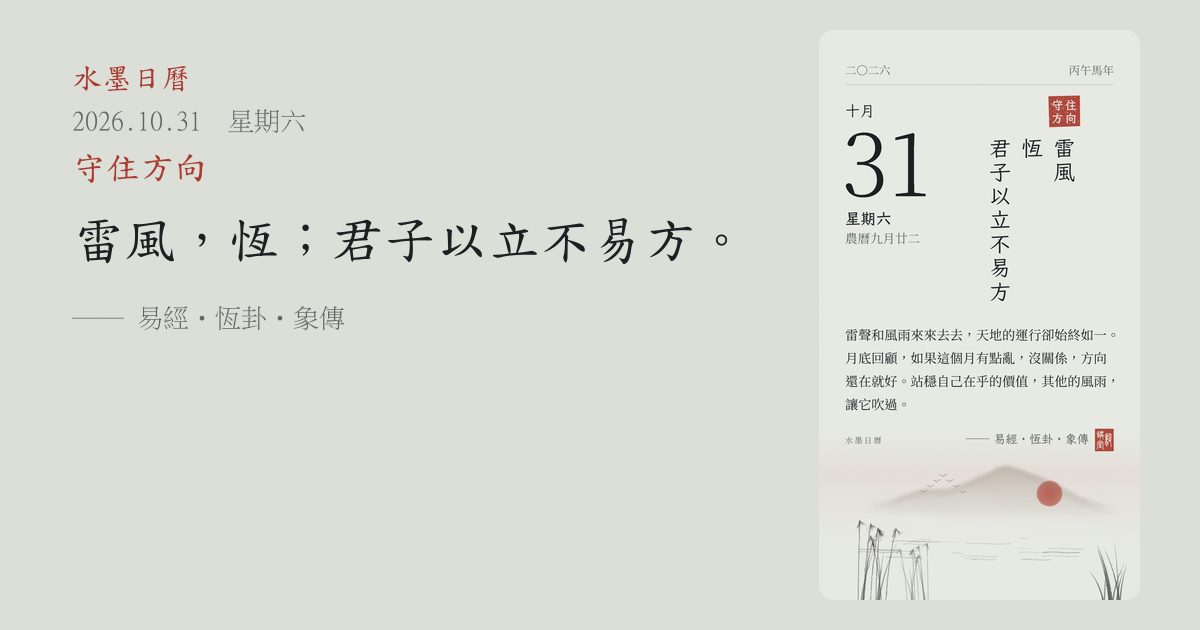 水墨日曆
2026.10.31　星期六
守住方向
雷風，恆；君子以立不易方。
—— 易經・恆卦・象傳
二〇二六
丙午馬年
十月
31
星期六
農曆九月廿二
守住方向
雷風
恆
君子以立不易方
雷聲和風雨來來去去，天地的運行卻始終如一。
月底回顧，如果這個月有點亂，沒關係，方向
還在就好。站穩自己在乎的價值，其他的風雨，
讓它吹過。
水墨日曆
—— 易經・恆卦・象傳